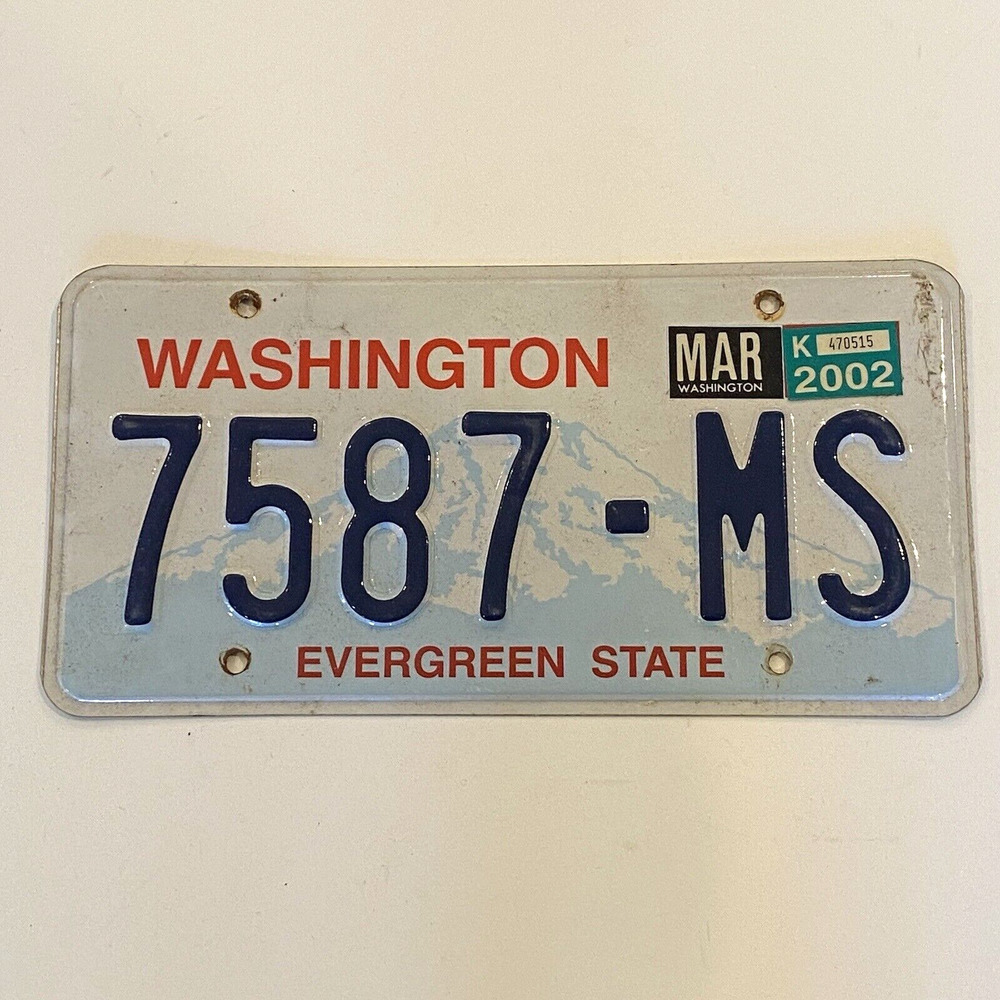 WASHINGTON
MAR
WASHINGTON
K 470515
2002
7587-MS
EVERGREEN STATE